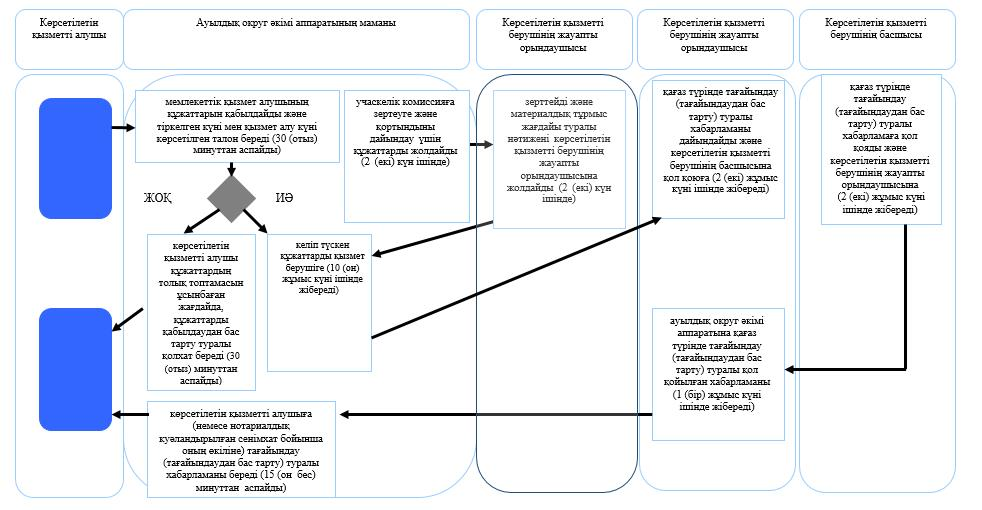 Көрсетілетін
қызметті алушы
Ауылдық округ әкімі аппаратының маманы
Көрсетілетін қызметті
берушінің жауапты
орындаушысы
Көрсетілетін қызметті
берушінің жауапты
орындаушысы
Көрсетілетін қызметті
берушінің басшысы
мемлекеттік қызмет алушының
құжаттарын қабылдайды және
тіркелген күні мен қызмет алу күні
көрсетілген талон береді (30 (отыз)
минуттан аспайды)
учаскелік комиссияға
зерттеуге және
қортындыны
дайындау үшін
құжаттарды жолдайды
(2 (екі) күн ішінде)
зерттейді және
материалдық тұрмыс
жағдайы туралы
нәтижені көрсетілетін
қызметті берушінің
жауапты
орындаушысына
жолдайды (2 (екі) күн
ішінде)
қағаз түрінде тағайындау
(тағайындаудан бас
тарту) туралы
хабарламаны
дайындайды және
көрсетілетін қызметті
берушінің басшысына
қол қоюға (2 (екі) жұмыс
күні ішінде жібереді)
қағаз түрінде
тағайындау
(тағайындаудан бас
тарту) туралы
хабарламаға қол
қояды және
көрсетілетін қызметті
берушінің жауапты
орындаушысына
(2 (екі) жұмыс күні
ішінде жібереді)
ЖОҚ
ИӘ
көрсетілетін
қызметті алушы
құжаттардың
толық топтамасын
ұсынбаған
жағдайда,
құжаттарды
қабылдаудан бас
тарту туралы
қолхат береді (30
(отыз) минуттан
аспайды)
келіп түскен
құжаттарды қызмет
берушіге (10 (он)
жұмыс күні ішінде
жібереді)
ауылдық округ әкімі
аппаратына қағаз
түрінде тағайындау
(тағайындаудан бас
тарту) туралы қол
қойылған хабарламаны
(1 (бір) жұмыс күні
ішінде жібереді)
көрсетілетін қызметті алушыға
(немесе нотариалдық
куәландырылған сенімхат бойынша
оның өкіліне) тағайындау
(тағайындаудан бас тарту) туралы
хабарламаны береді (15 (он бес)
минуттан аспайды)